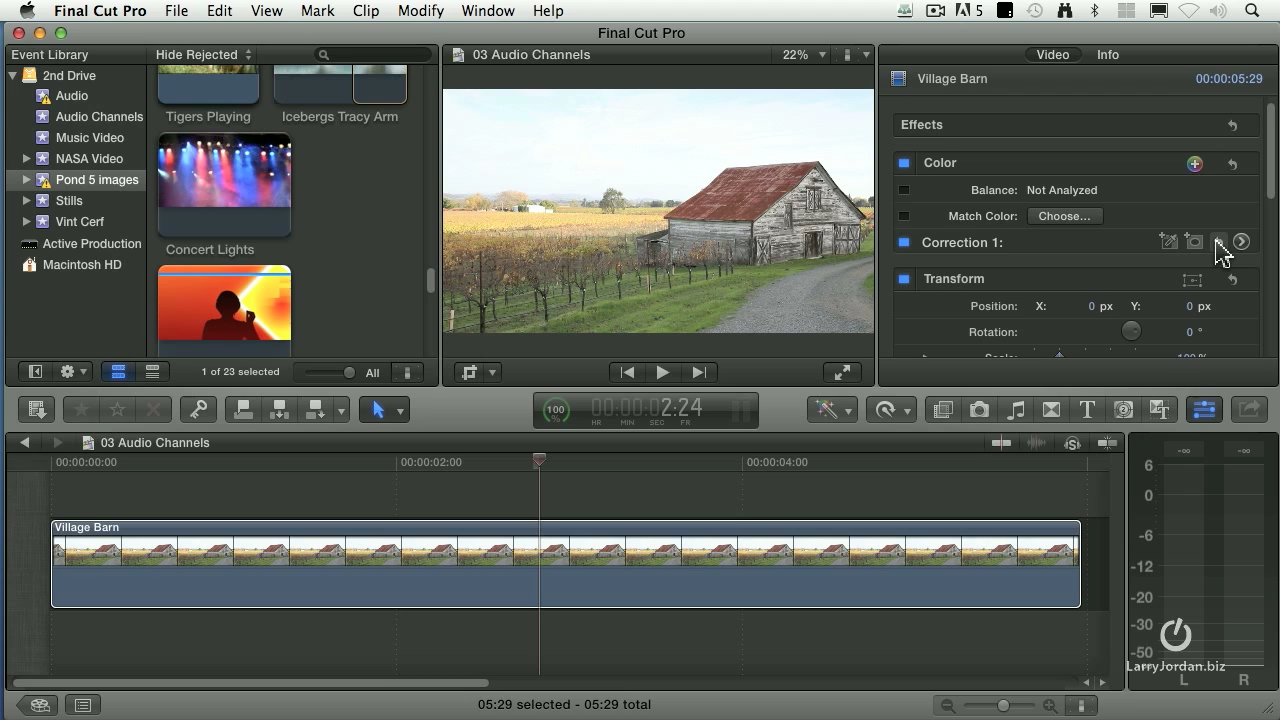 Final Cut Pro File Edit View Mark Clip Modify Window Help 5
Final Cut Pro
Event Library
Hide Rejected
2nd Drive
Audio
Audio Channels
Music Video
NASA Video
Pond 5 images
Stills
Vint Cerf
Active Production
Macintosh HD
Tigers Playing
Icebergs Tracy Arm
Concert Lights
1 of 23 selected
All
03 Audio Channels
22%
Video
Info
Village Barn
00:00:05:29
Effects
Color
Balance: Not Analyzed
Match Color: Choose...
Correction 1:
Transform
Position: X: 0 px Y: 0 px
Rotation: 0 °
Scale: 100 %
100
00:00:02:24
HR MIN SEC FR
03 Audio Channels
00:00:00:00
00:00:02:00
00:00:04:00
Village Barn
-∞ -∞
6
0
-6
-12
-20
-30
-50
LarryJordan.biz
L R
05:29 selected - 05:29 total